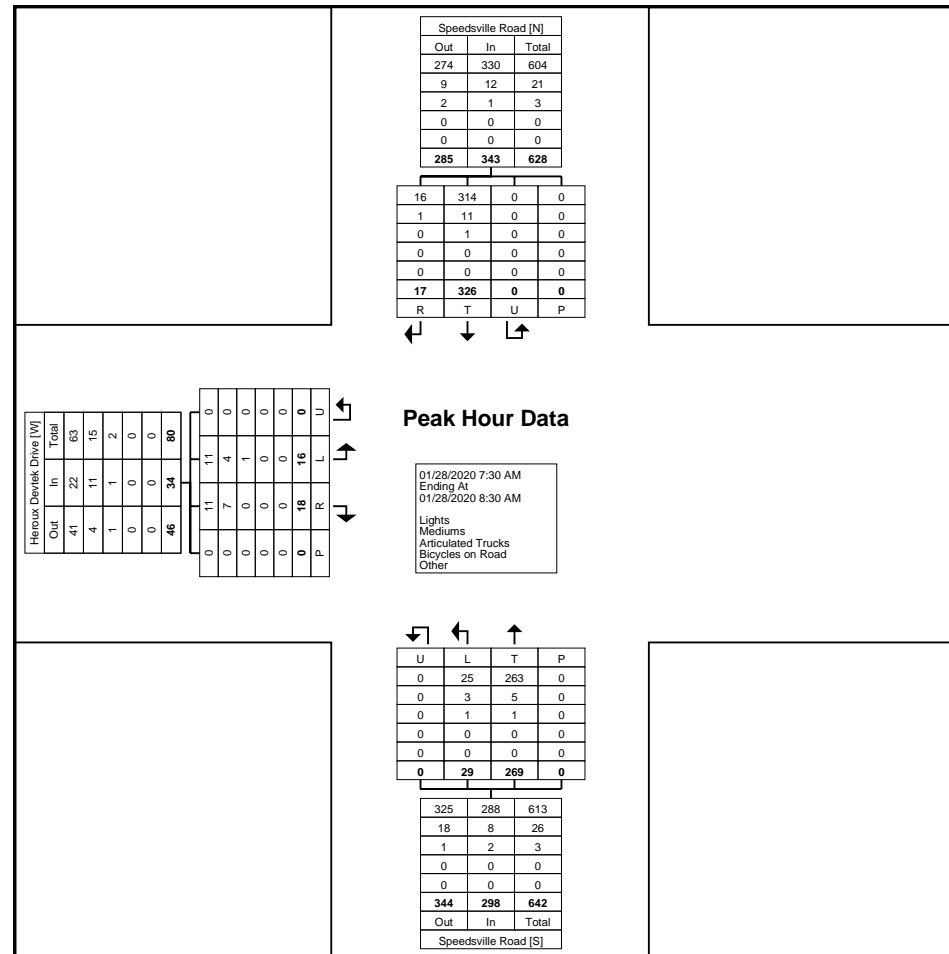 Speedsville Road [N]
Out In Total
274 330 604
9 12 21
2 1 3
0 0 0
0 0 0
285 343 628
16 314 0 0
1 11 0 0
0 1 0 0
0 0 0 0
0 0 0 0
17 326 0 0
R T U P
Heroux Devtek Drive [W]
Out In Total
41 22 63
4 11 15
1 1 2
0 0 0
0 0 0
46 34 80
0 11 11 0
0 7 4 0
0 0 1 0
0 0 0 0
0 0 0 0
0 18 16 0
P R L U
Peak Hour Data
01/28/2020 7:30 AM
Ending At
01/28/2020 8:30 AM
Lights
Mediums
Articulated Trucks
Bicycles on Road
Other
U L T P
0 25 263 0
0 3 5 0
0 1 1 0
0 0 0 0
0 0 0 0
0 29 269 0
325 288 613
18 8 26
1 2 3
0 0 0
0 0 0
344 298 642
Out In Total
Speedsville Road [S]